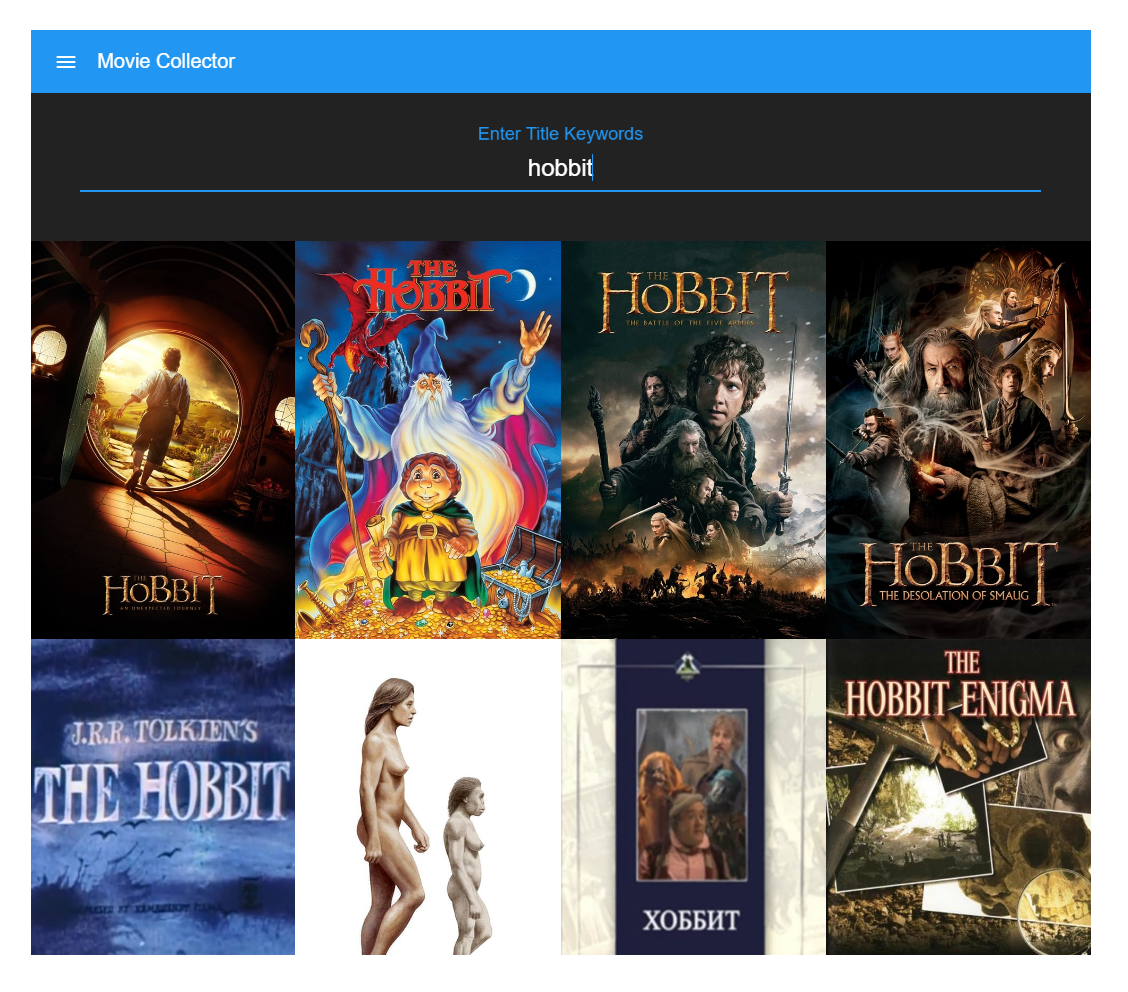 Movie Collector
Enter Title Keywords
hobbit
THE
HOBBIT
AN UNEXPECTED JOURNEY
THE
HOBBIT
THE
HOBBIT
THE BATTLE OF THE FIVE ARMIES
THE
HOBBIT
THE DESOLATION OF SMAUG
J.R.R. TOLKIEN'S
THE HOBBIT
ХОББИТ
THE
HOBBIT ENIGMA